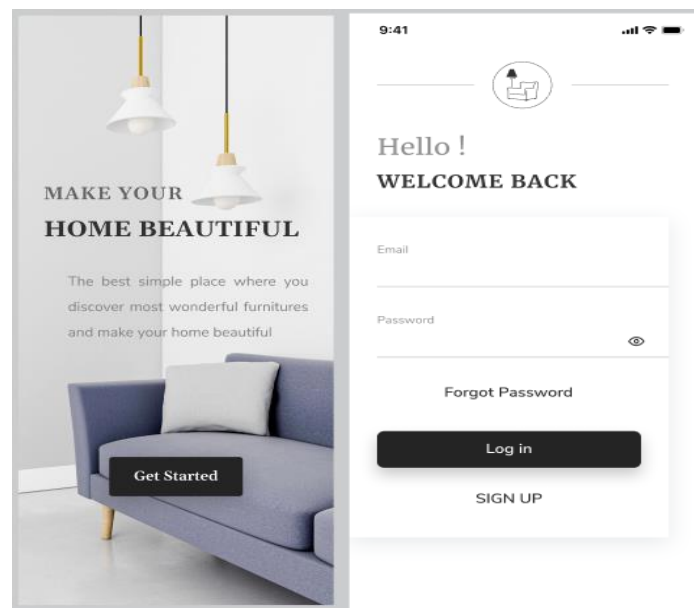 MAKE YOUR
HOME BEAUTIFUL
The best simple place where you
discover most wonderful furnitures
and make your home beautiful
Get Started
9:41
Hello !
WELCOME BACK
Email
Password
Forgot Password
Log in
SIGN UP